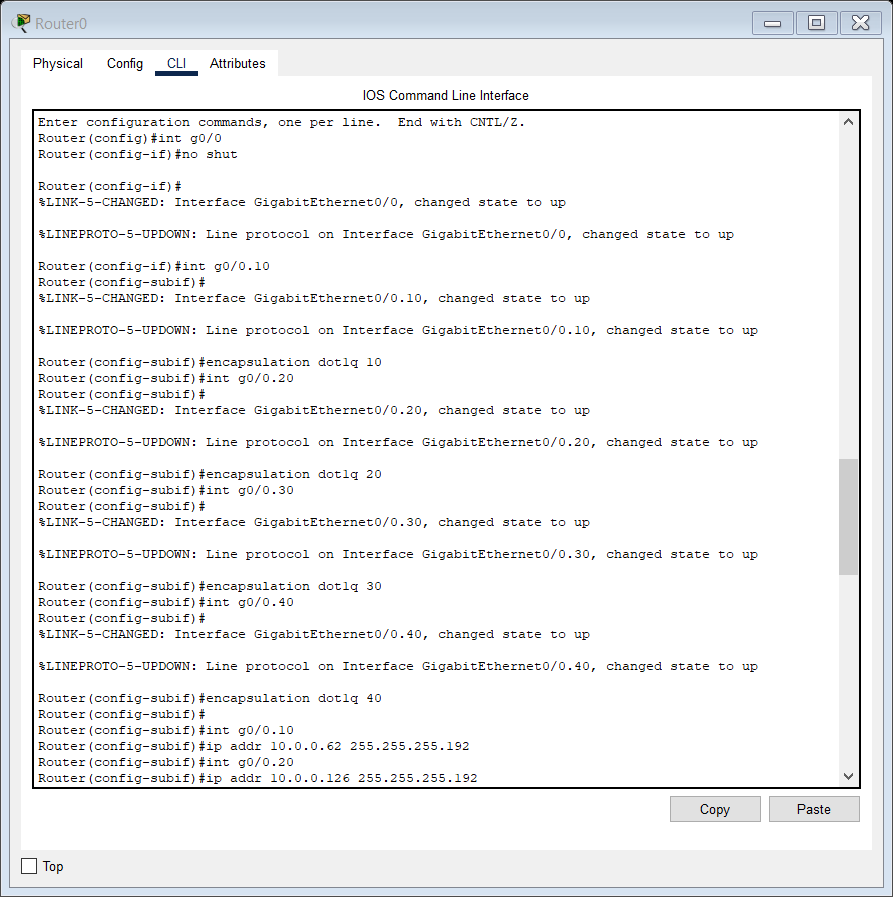 Router0
Physical Config CLI Attributes
IOS Command Line Interface
Enter configuration commands, one per line.  End with CNTL/Z.
Router(config)#int g0/0
Router(config-if)#no shut
Router(config-if)#
%LINK-5-CHANGED: Interface GigabitEthernet0/0, changed state to up
%LINEPROTO-5-UPDOWN: Line protocol on Interface GigabitEthernet0/0, changed state to up
Router(config-if)#int g0/0.10
Router(config-subif)#
%LINK-5-CHANGED: Interface GigabitEthernet0/0.10, changed state to up
%LINEPROTO-5-UPDOWN: Line protocol on Interface GigabitEthernet0/0.10, changed state to up
Router(config-subif)#encapsulation dot1q 10
Router(config-subif)#int g0/0.20
Router(config-subif)#
%LINK-5-CHANGED: Interface GigabitEthernet0/0.20, changed state to up
%LINEPROTO-5-UPDOWN: Line protocol on Interface GigabitEthernet0/0.20, changed state to up
Router(config-subif)#encapsulation dot1q 20
Router(config-subif)#int g0/0.30
Router(config-subif)#
%LINK-5-CHANGED: Interface GigabitEthernet0/0.30, changed state to up
%LINEPROTO-5-UPDOWN: Line protocol on Interface GigabitEthernet0/0.30, changed state to up
Router(config-subif)#encapsulation dot1q 30
Router(config-subif)#int g0/0.40
Router(config-subif)#
%LINK-5-CHANGED: Interface GigabitEthernet0/0.40, changed state to up
%LINEPROTO-5-UPDOWN: Line protocol on Interface GigabitEthernet0/0.40, changed state to up
Router(config-subif)#encapsulation dot1q 40
Router(config-subif)#
Router(config-subif)#int g0/0.10
Router(config-subif)#ip addr 10.0.0.62 255.255.255.192
Router(config-subif)#int g0/0.20
Router(config-subif)#ip addr 10.0.0.126 255.255.255.192
Copy Paste
Top